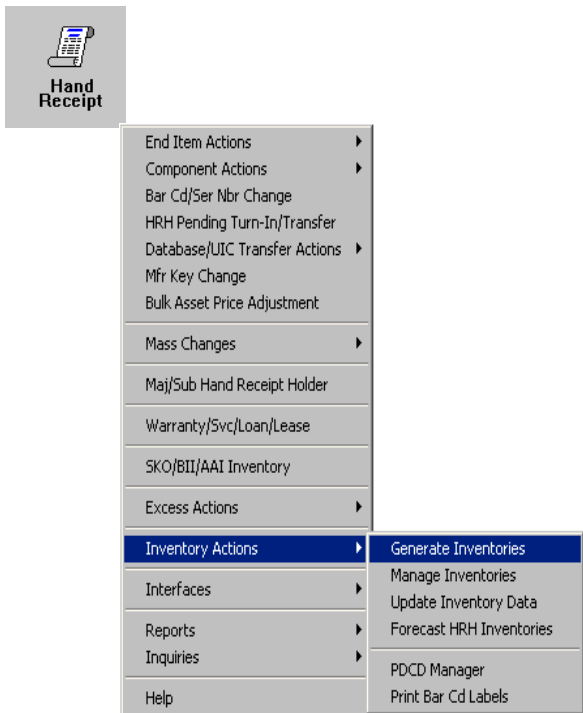 Hand
Receipt
End Item Actions
Component Actions
Bar Cd/Ser Nbr Change
HRH Pending Turn-In/Transfer
Database/UIC Transfer Actions
Mfr Key Change
Bulk Asset Price Adjustment
Mass Changes
Maj/Sub Hand Receipt Holder
Warranty/Svc/Loan/Lease
SKO/BII/AAI Inventory
Excess Actions
Inventory Actions
Interfaces
Reports
Inquiries
Help
Generate Inventories
Manage Inventories
Update Inventory Data
Forecast HRH Inventories
PDCD Manager
Print Bar Cd Labels